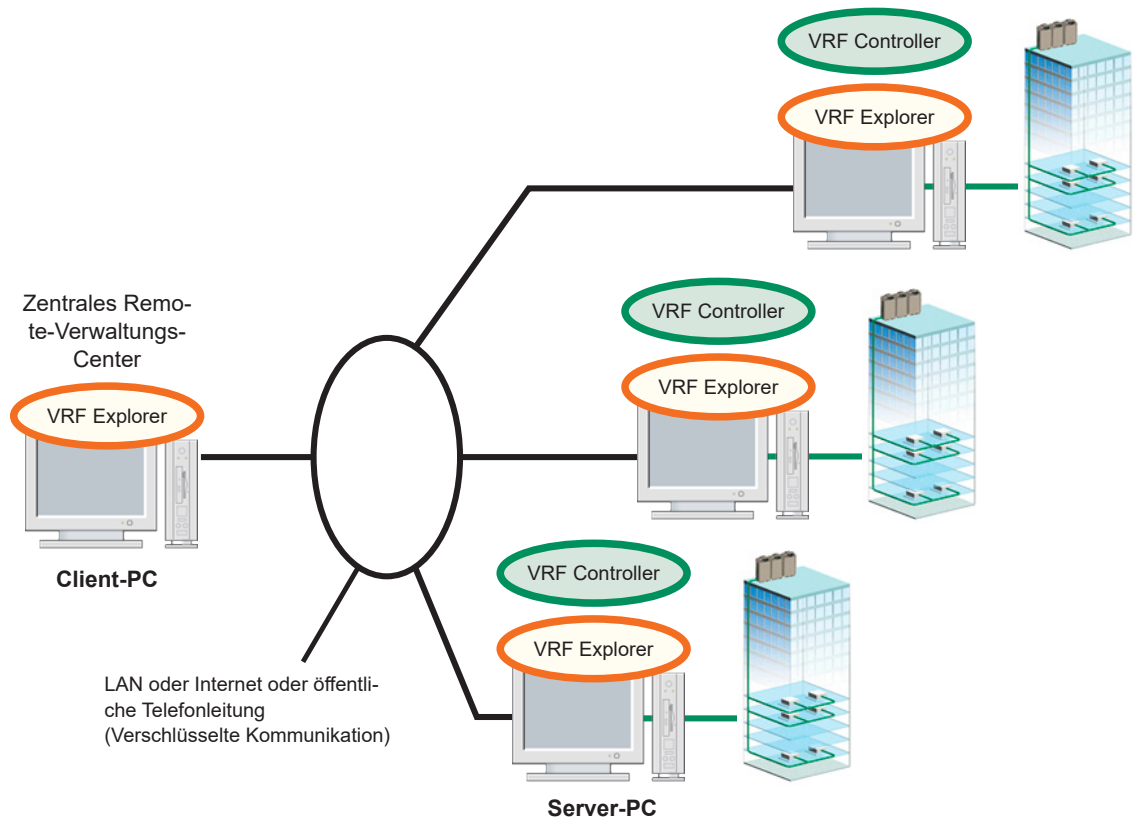 VRF Controller
VRF Explorer
Zentrales Remo-
te-Verwaltungs-
Center
VRF Explorer
Client-PC
VRF Controller
VRF Explorer
VRF Controller
VRF Explorer
LAN oder Internet oder öffentli-
che Telefonleitung
(Verschlüsselte Kommunikation)
Server-PC